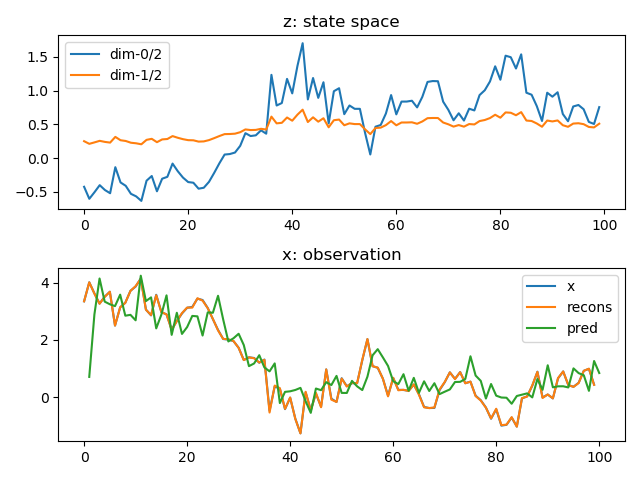 z: state space
dim-0/2
dim-1/2
1.5
1.0
0.5
0.0
−0.5
0 20 40 60 80 100
x: observation
x
recons
pred
4
2
0
0 20 40 60 80 100